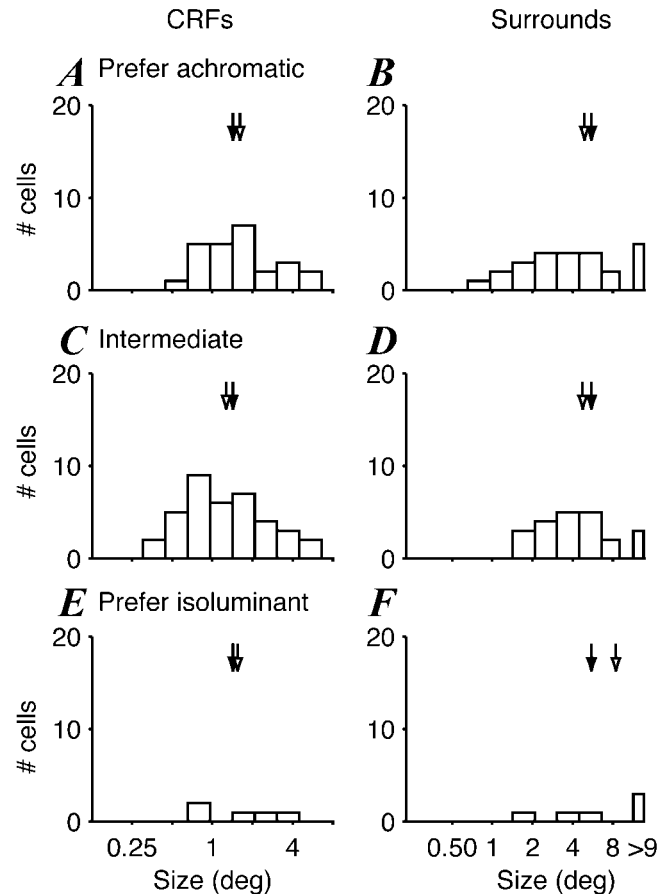 CRFs Surrounds
A Prefer achromatic B
20 20
# cells
10
0 0
C Intermediate D
20 20
# cells
10 10
0 0
E Prefer isoluminant F
20 20
# cells
10 10
0 0
0.25 1 4 0.50 1 2 4 8 >9
Size (deg) Size (deg)